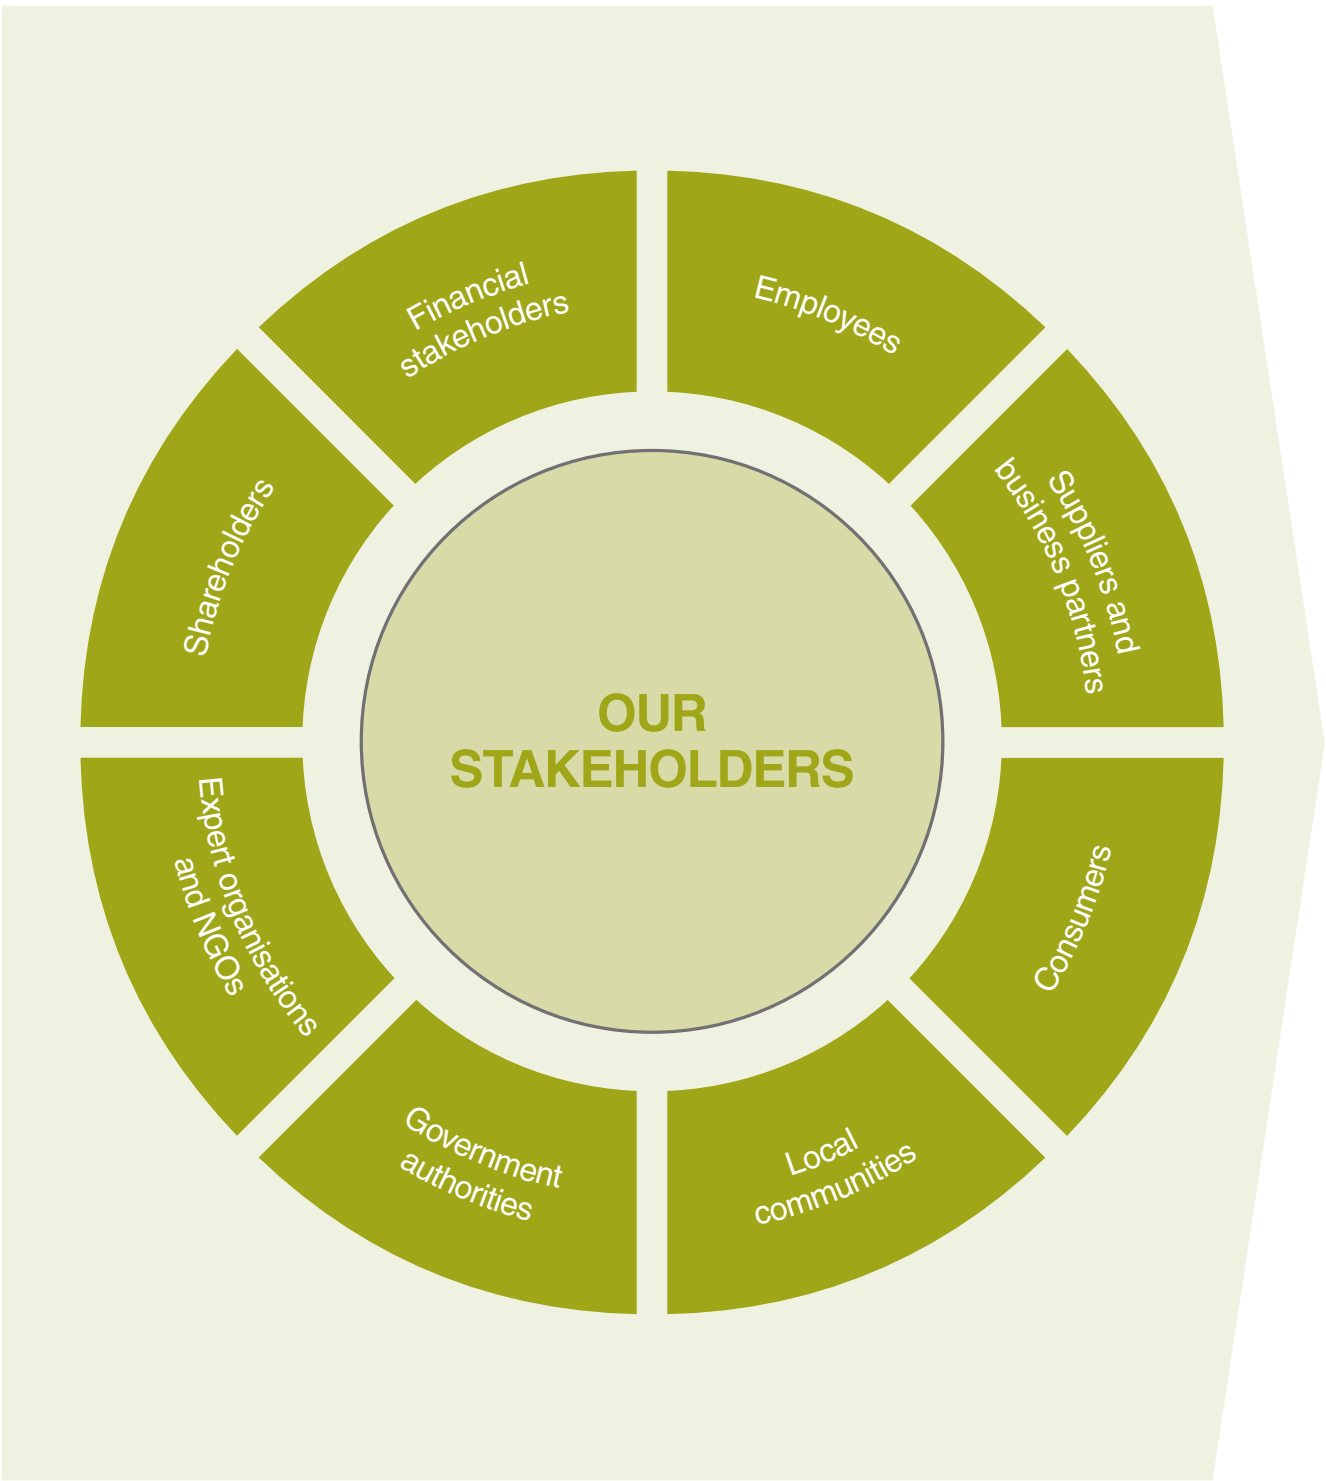 Financial
stakeholders
Employees
Suppliers and
business partners
Consumers
Local
communities
Government
authorities
Expert organisations
and NGOs
Shareholders
OUR
STAKEHOLDERS